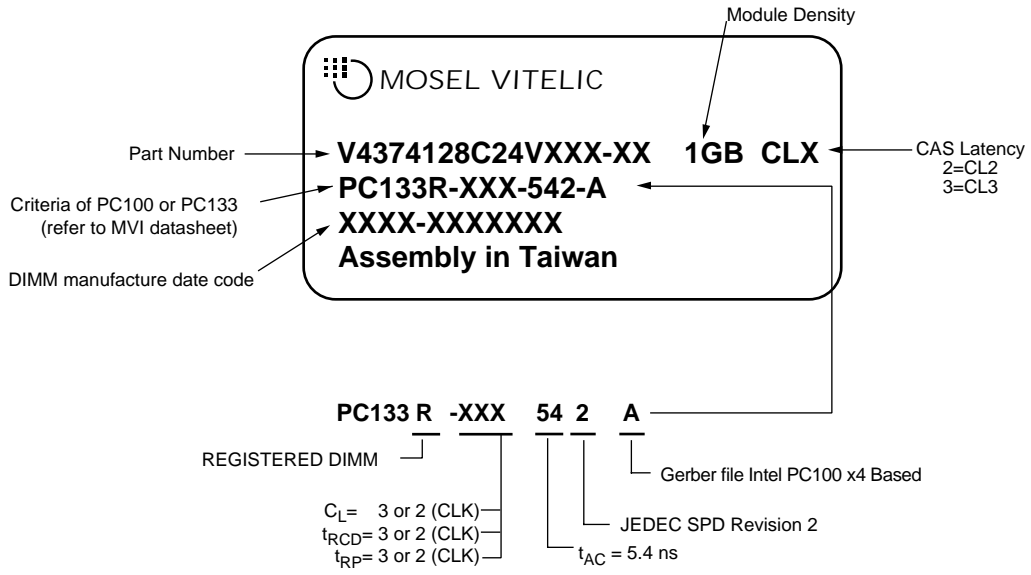 Module Density
MOSEL VITELIC
Part Number
V4374128C24VXXX-XX 1GB CLX
CAS Latency
2=CL2
3=CL3
Criteria of PC100 or PC133
(refer to MVI datasheet)
PC133R-XXX-542-A
DIMM manufacture date code
XXXX-XXXXXXX
Assembly in Taiwan
PC133 R -XXX 54 2 A
REGISTERED DIMM
Gerber file Intel PC100 x4 Based
CL= 3 or 2 (CLK)
tRCD= 3 or 2 (CLK)
tRP= 3 or 2 (CLK)
JEDEC SPD Revision 2
tAC = 5.4 ns